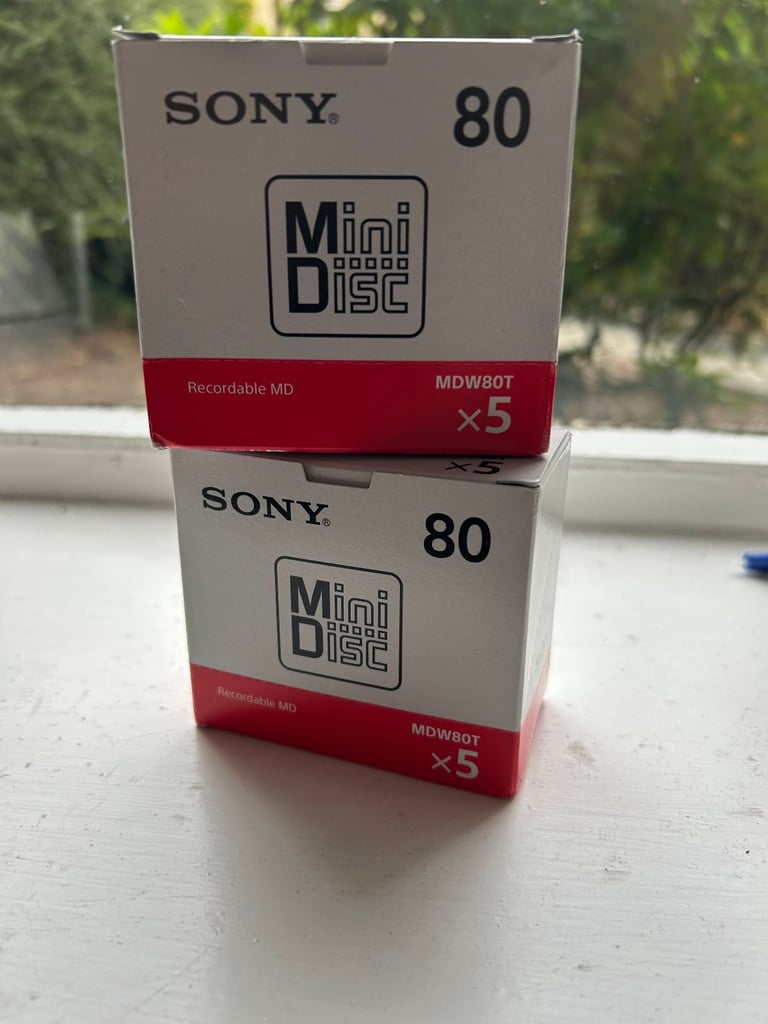 SONY® 80
Mini
Disc
Recordable MD MDW80T
×5
×5
SONY® 80
Mini
Disc
Recordable MD MDW80T
×5